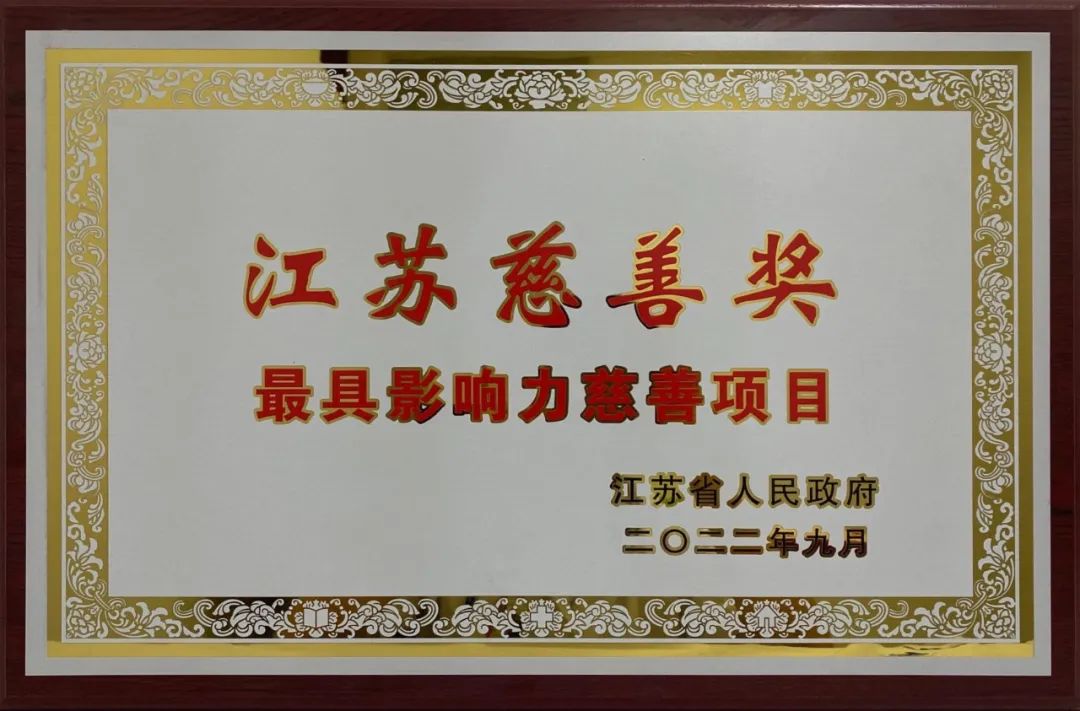 江苏慈善奖
最具影响力慈善项目
江苏省人民政府
二〇二二年九月